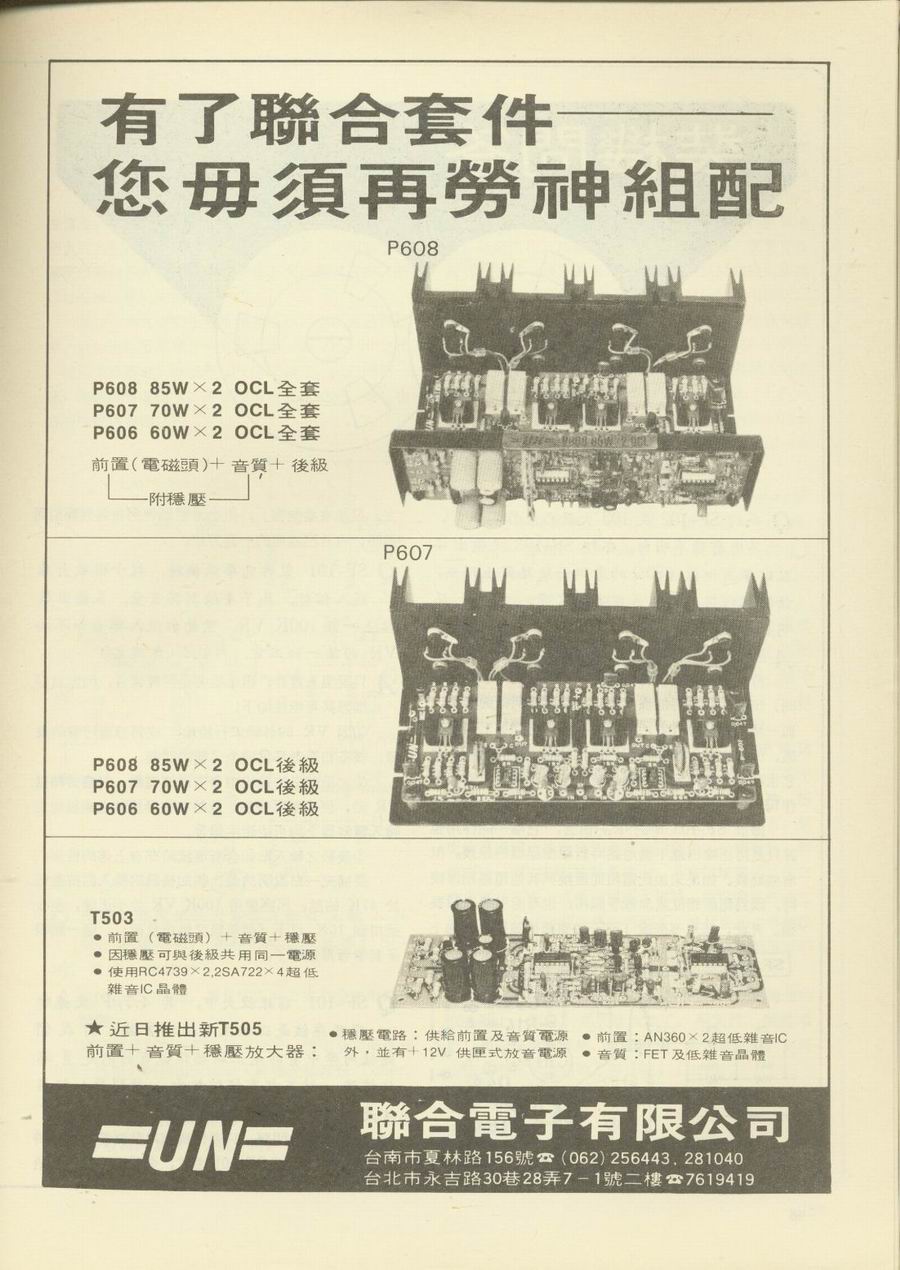 有了聯合套件
您毋須再勞神組配
P608
P608 85W×2 OCL全套
P607 70W×2 OCL全套
P606 60W×2 OCL全套
前置(電磁頭)+音質+後級
附穩壓
P608 85W 2 OCL
P607
P608 85W×2 OCL後級
P607 70W×2 OCL後級
P606 60W×2 OCL後級
T503
●前置(電磁頭)+音質+穩壓
●因穩壓可與後級共用同一電源
●使用RC4739×2,2SA722×4超低
雜音IC晶體
★近日推出新T505
前置+音質+穩壓放大器：
●穩壓電路：供給前置及音質電源
外，並有+12V 供匣式放音電源
●前置：AN360×2超低雜音IC
●音質：FET及低雜音晶體
UN
聯合電子有限公司
台南市夏林路156號☎(062)256443.281040
台北市永吉路30巷28弄7-1號二樓☎7619419